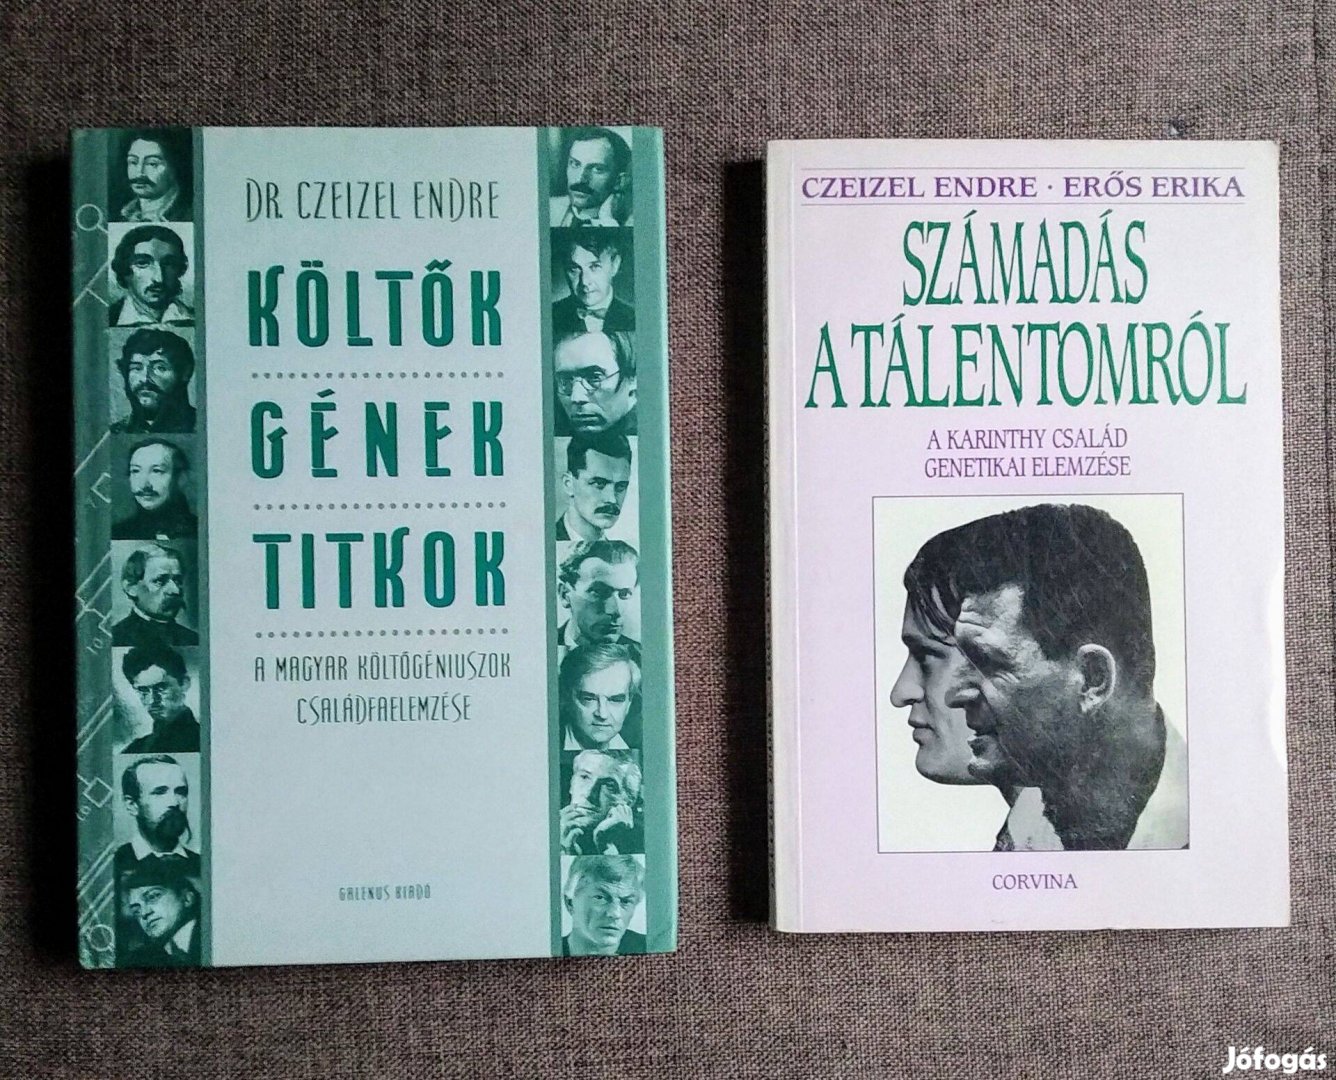 DR. CZEIZEL ENDRE
KÖLTŐK
GÉNEK
TITKOK
A MAGYAR KÖLTŐGÉNIUSZOK
CSALÁDFAELEMZÉSE
GALENUS KIADÓ
CZEIZEL ENDRE · ERŐS ERIKA
SZÁMADÁS
A TÁLENTOMRÓL
A KARINTHY CSALÁD
GENETIKAI ELEMZÉSE
CORVINA
Jófogás